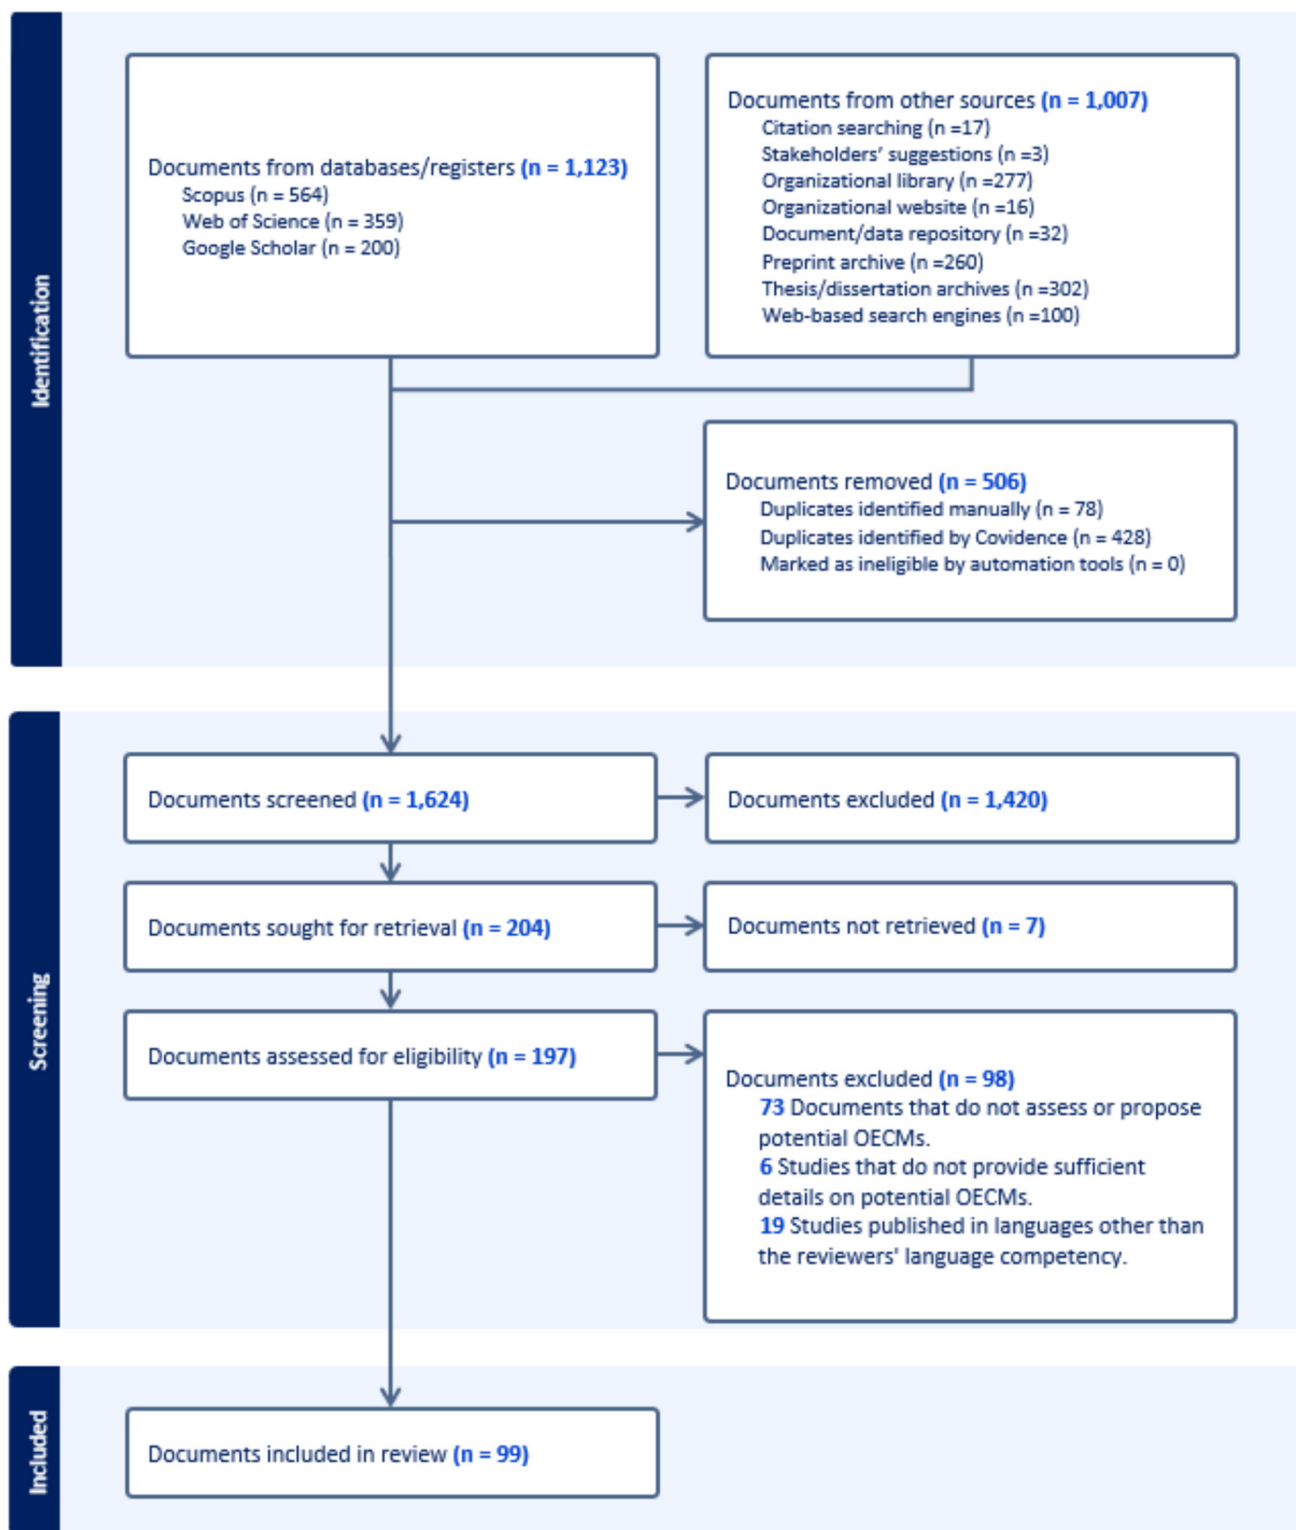 Identification
Documents from databases/registers (n = 1,123)
Scopus (n = 564)
Web of Science (n = 359)
Google Scholar (n = 200)
Documents from other sources (n = 1,007)
Citation searching (n =17)
Stakeholders' suggestions (n =3)
Organizational library (n =277)
Organizational website (n =16)
Document/data repository (n =32)
Preprint archive (n =260)
Thesis/dissertation archives (n =302)
Web-based search engines (n =100)
Documents removed (n = 506)
Duplicates identified manually (n = 78)
Duplicates identified by Covidence (n = 428)
Marked as ineligible by automation tools (n = 0)
Screening
Documents screened (n = 1,624)
Documents excluded (n = 1,420)
Documents sought for retrieval (n = 204)
Documents not retrieved (n = 7)
Documents assessed for eligibility (n = 197)
Documents excluded (n = 98)
73 Documents that do not assess or propose
potential OECMs.
6 Studies that do not provide sufficient
details on potential OECMs.
19 Studies published in languages other than
the reviewers' language competency.
Included
Documents included in review (n = 99)